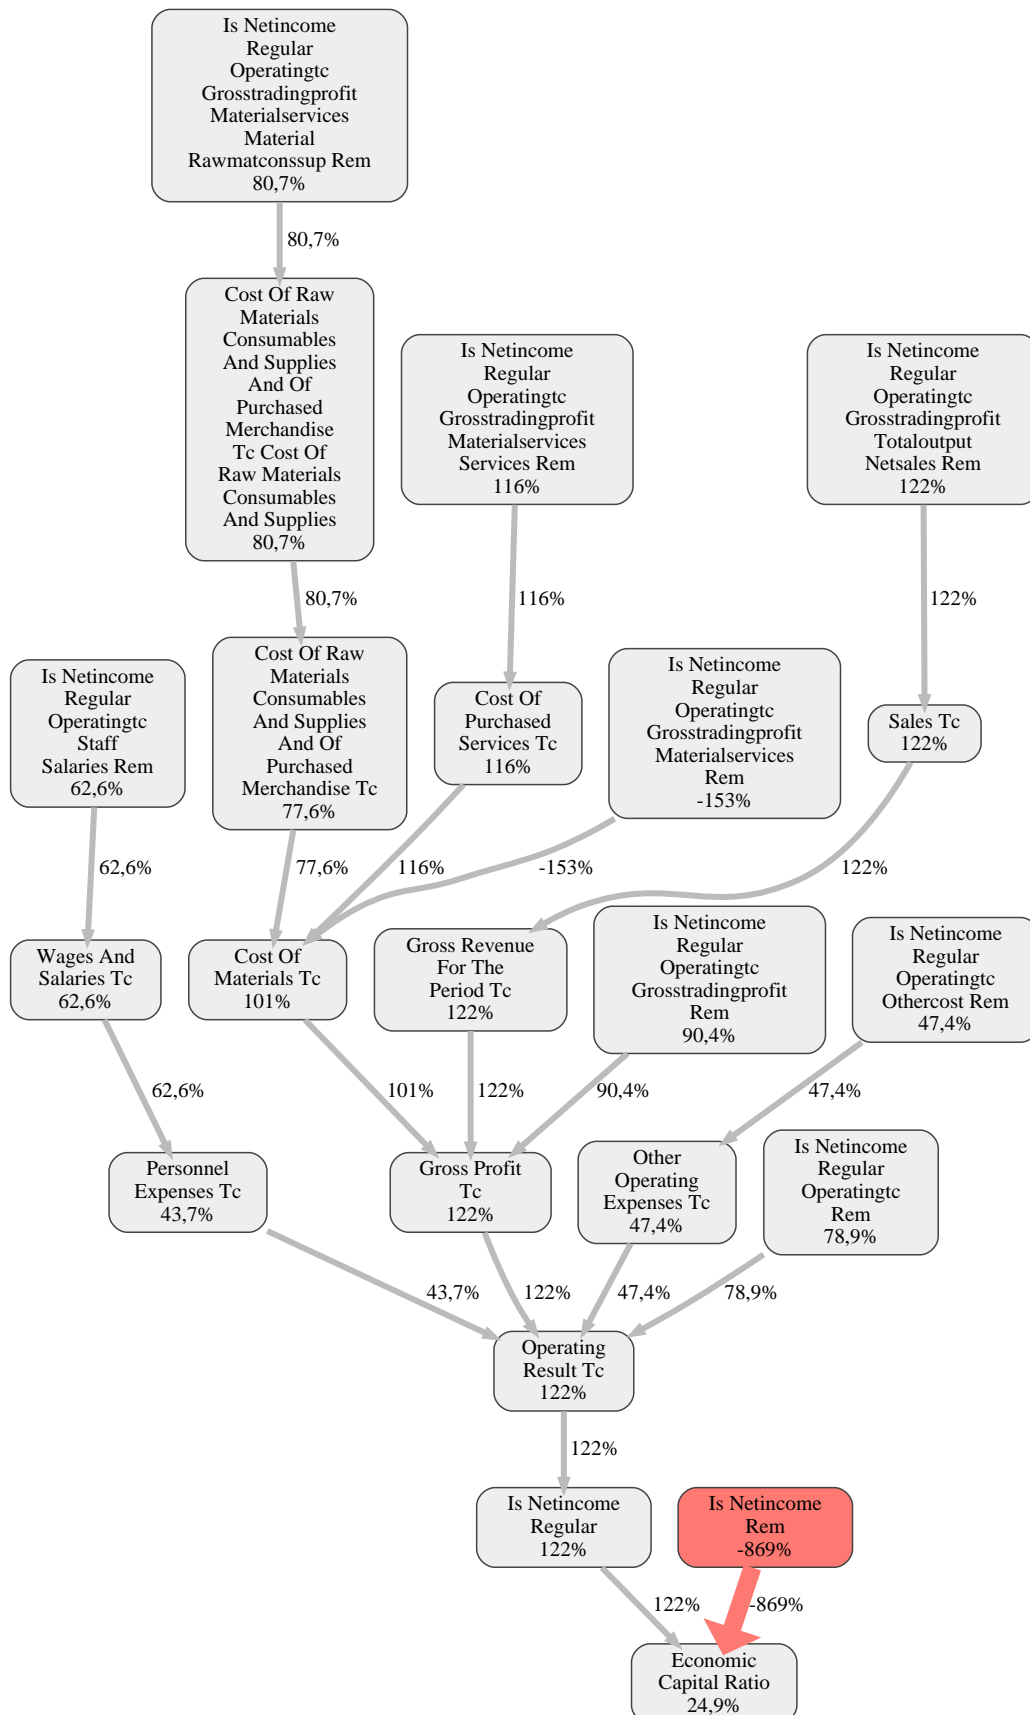 Is Netincome
Regular
Operatingtc
Grosstradingprofit
Materialservices
Material
Rawmatconssup Rem
80,7%
80,7%
Cost Of Raw
Materials
Consumables
And Supplies
And Of
Purchased
Merchandise
Tc Cost Of
Raw Materials
Consumables
And Supplies
80,7%
Is Netincome
Regular
Operatingtc
Grosstradingprofit
Materialservices
Services Rem
116%
Is Netincome
Regular
Operatingtc
Grosstradingprofit
Totaloutput
Netsales Rem
122%
80,7%
116%
122%
Is Netincome
Regular
Operatingtc
Staff
Salaries Rem
62,6%
Cost Of Raw
Materials
Consumables
And Supplies
And Of
Purchased
Merchandise Tc
77,6%
Cost Of
Purchased
Services Tc
116%
Is Netincome
Regular
Operatingtc
Grosstradingprofit
Materialservices
Rem
-153%
Sales Tc
122%
62,6%
77,6%
116%
-153%
122%
Wages And
Salaries Tc
62,6%
Cost Of
Materials Tc
101%
Gross Revenue
For The
Period Tc
122%
Is Netincome
Regular
Operatingtc
Grosstradingprofit
Rem
90,4%
Is Netincome
Regular
Operatingtc
Othercost Rem
47,4%
62,6%
101%
122%
90,4%
47,4%
Personnel
Expenses Tc
43,7%
Gross Profit
Tc
122%
Other
Operating
Expenses Tc
47,4%
Is Netincome
Regular
Operatingtc
Rem
78,9%
43,7%
122%
47,4%
78,9%
Operating
Result Tc
122%
122%
Is Netincome
Regular
122%
Is Netincome
Rem
-869%
122%
-869%
Economic
Capital Ratio
24,9%